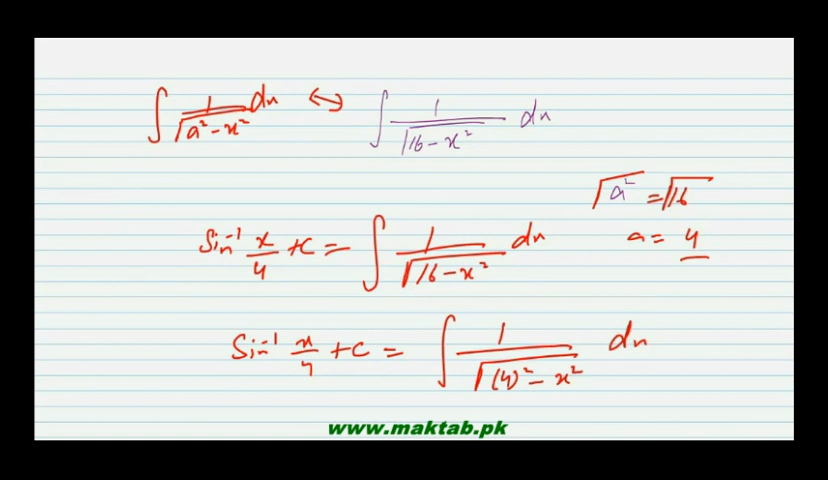 ∫ 1/√(a² - x²) dx ↔ ∫ 1/√(16 - x²) dx
√a² = √16
a = 4
Sin⁻¹ x/4 + c = ∫ 1/√(16 - x²) dx
Sin⁻¹ x/4 + c = ∫ 1/√((4)² - x²) dx
www.maktab.pk